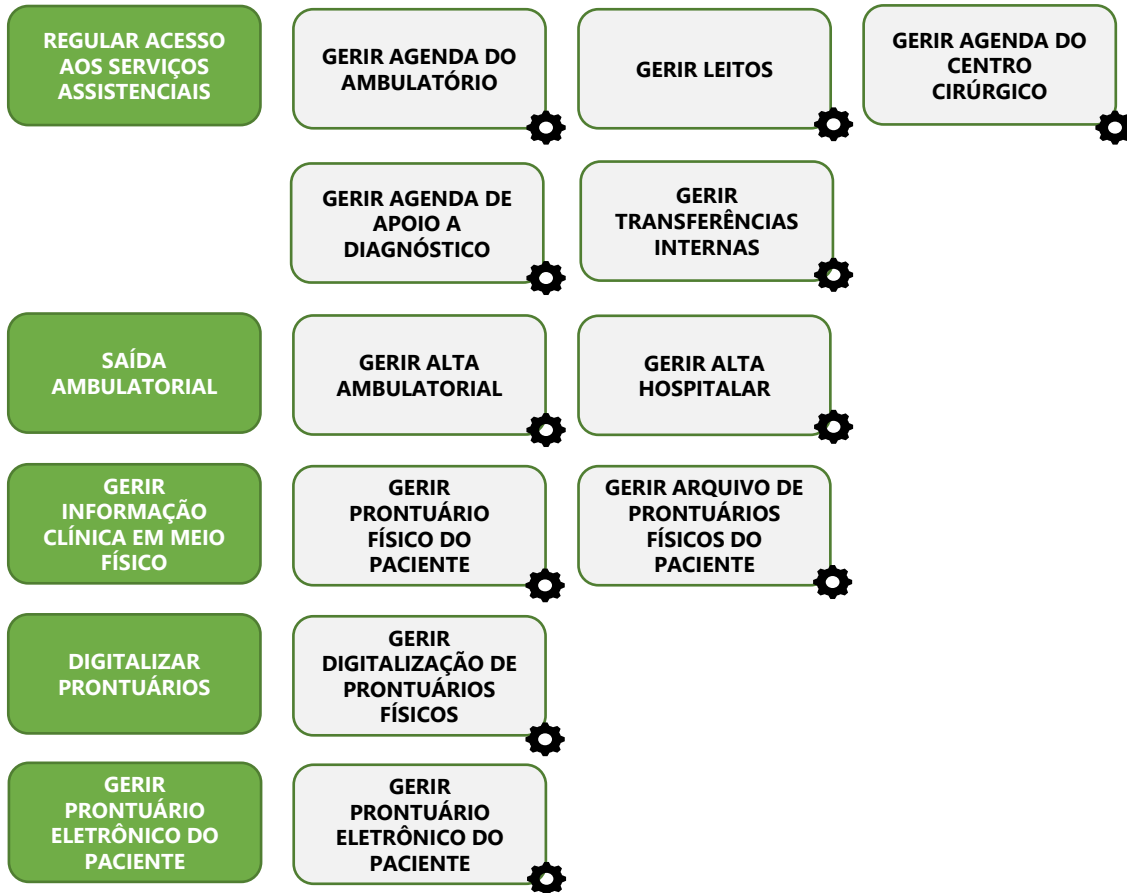 REGULAR ACESSO
AOS SERVIÇOS
ASSISTENCIAIS
GERIR AGENDA DO
AMBULATÓRIO
GERIR LEITOS
GERIR AGENDA DO
CENTRO
CIRÚRGICO
GERIR AGENDA DE
APOIO A
DIAGNÓSTICO
GERIR
TRANSFERÊNCIAS
INTERNAS
SAÍDA
AMBULATORIAL
GERIR ALTA
AMBULATORIAL
GERIR ALTA
HOSPITALAR
GERIR
INFORMAÇÃO
CLÍNICA EM MEIO
FÍSICO
GERIR
PRONTUÁRIO
FÍSICO DO
PACIENTE
GERIR ARQUIVO DE
PRONTUÁRIOS
FÍSICOS DO
PACIENTE
DIGITALIZAR
PRONTUÁRIOS
GERIR
DIGITALIZAÇÃO DE
PRONTUÁRIOS
FÍSICOS
GERIR
PRONTUÁRIO
ELETRÔNICO DO
PACIENTE
GERIR
PRONTUÁRIO
ELETRÔNICO DO
PACIENTE